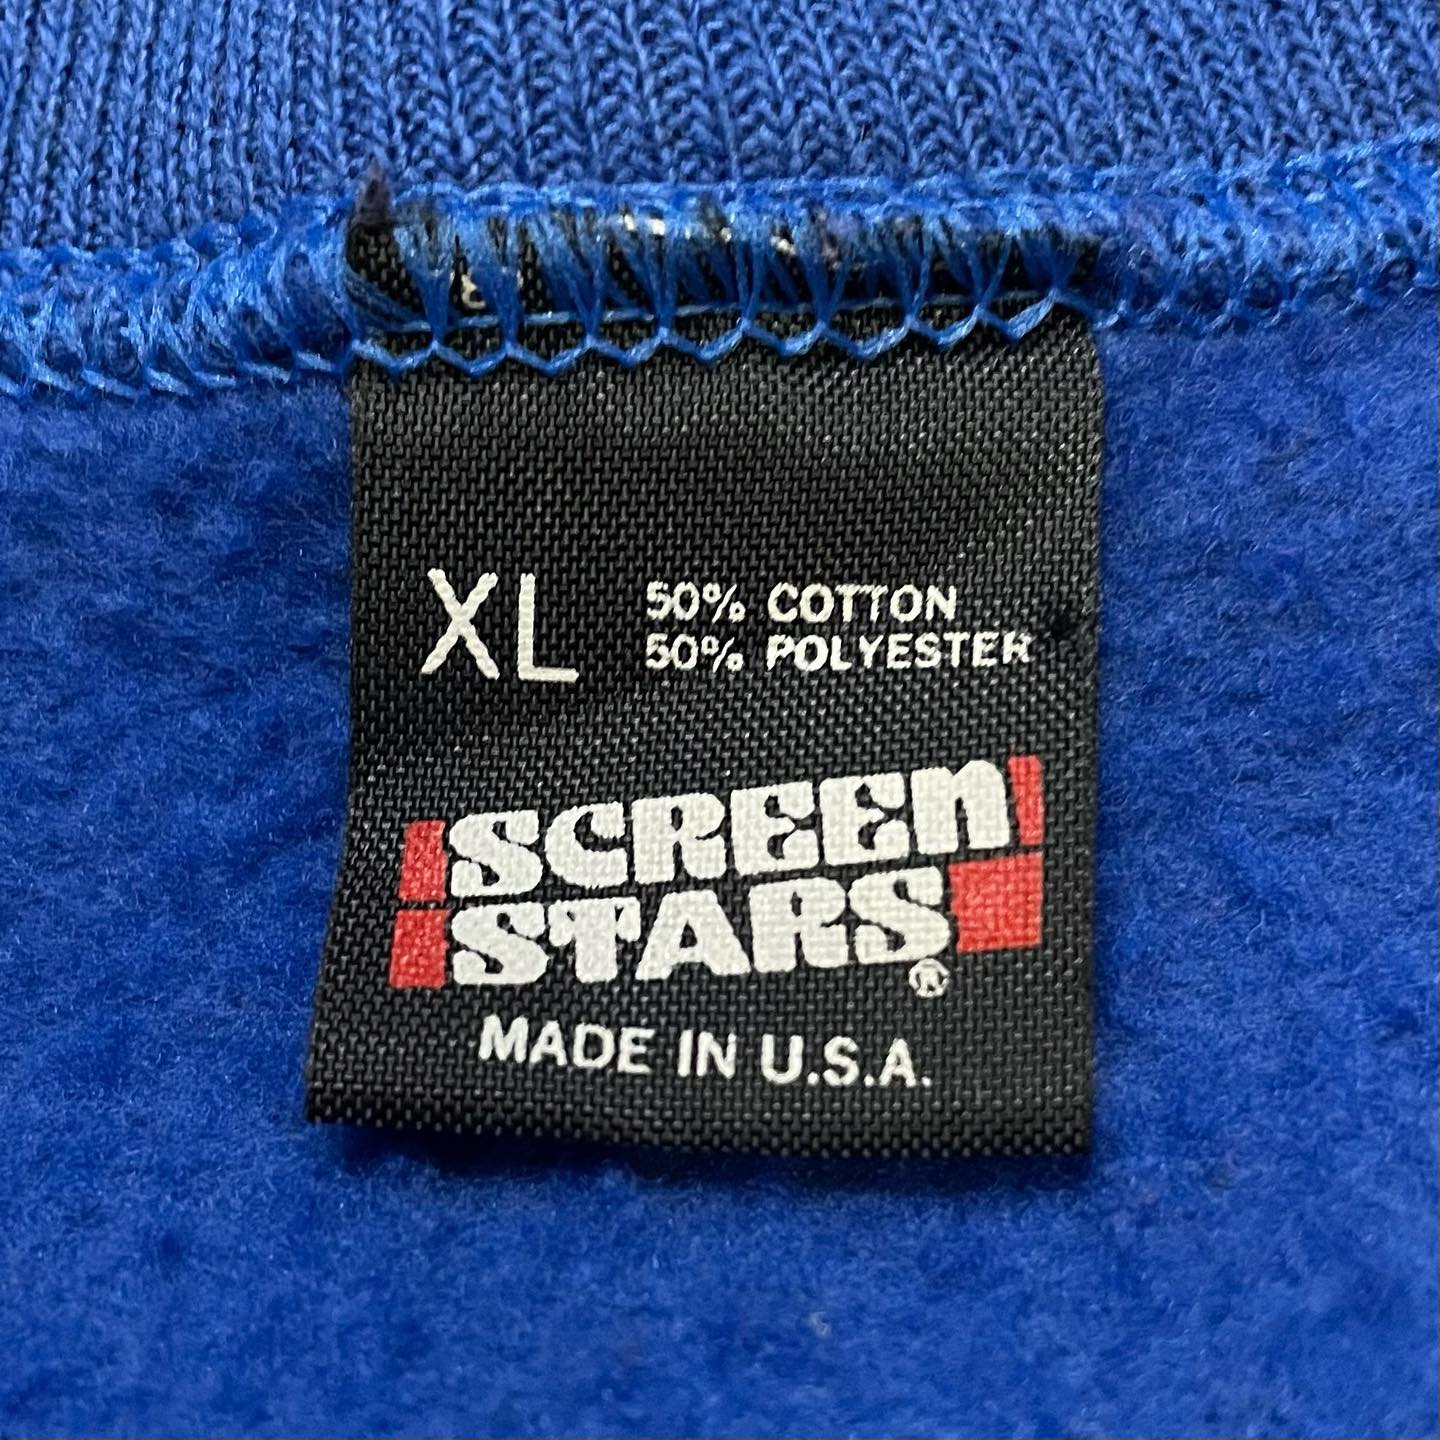 XL
50% COTTON
50% POLYESTER
SCREEN
STARS®
MADE IN U.S.A.